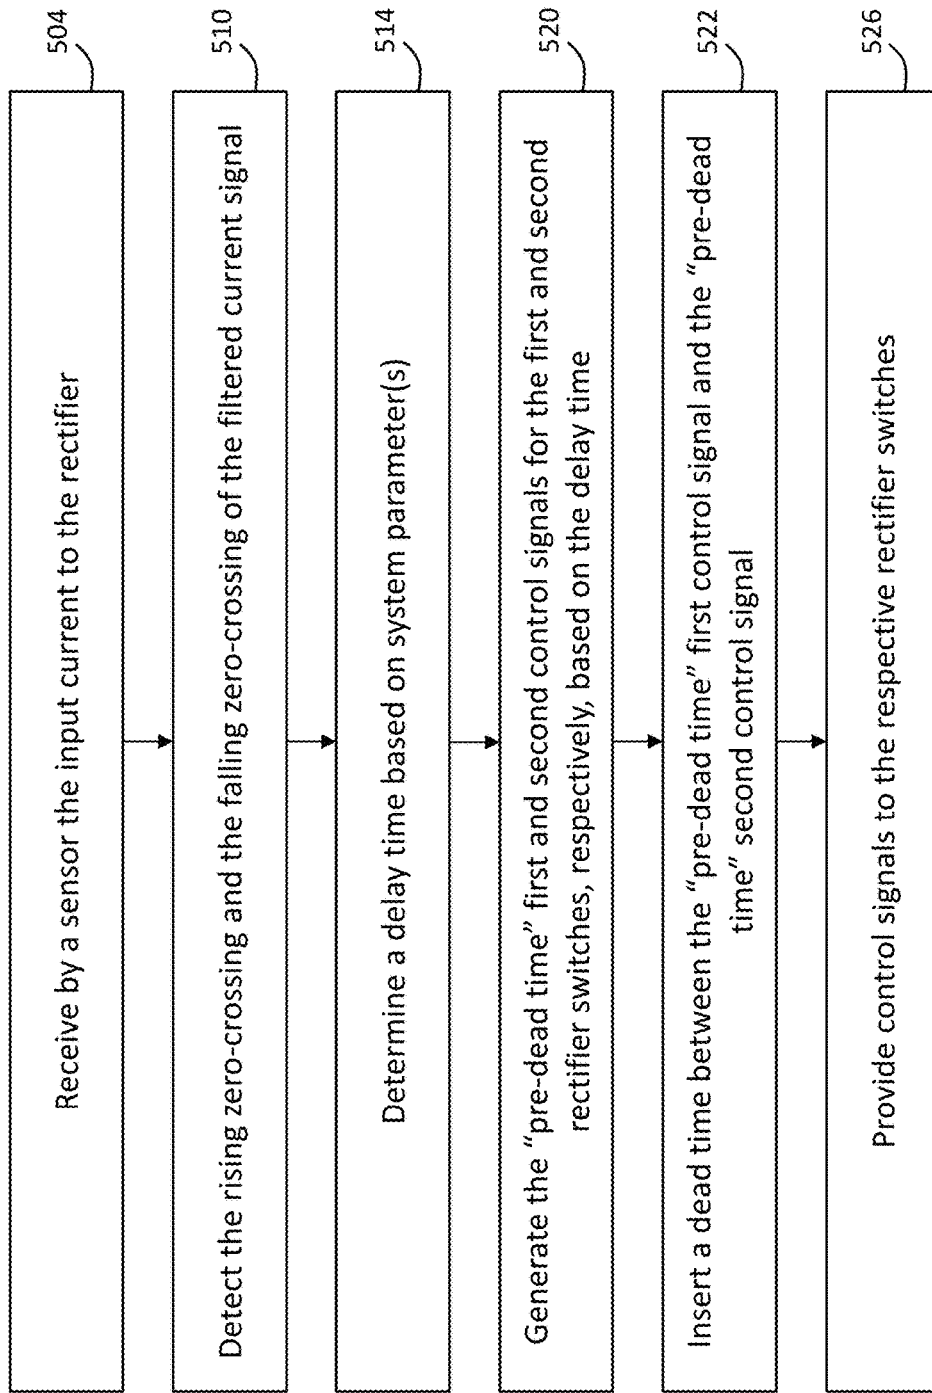 Receive by a sensor the input current to the rectifier
504
Detect the rising zero-crossing and the falling zero-crossing of the filtered current signal
510
Determine a delay time based on system parameter(s)
514
Generate the “pre-dead time” first and second control signals for the first and second
rectifier switches, respectively, based on the delay time
520
Insert a dead time between the “pre-dead time” first control signal and the “pre-dead
time” second control signal
522
Provide control signals to the respective rectifier switches
526